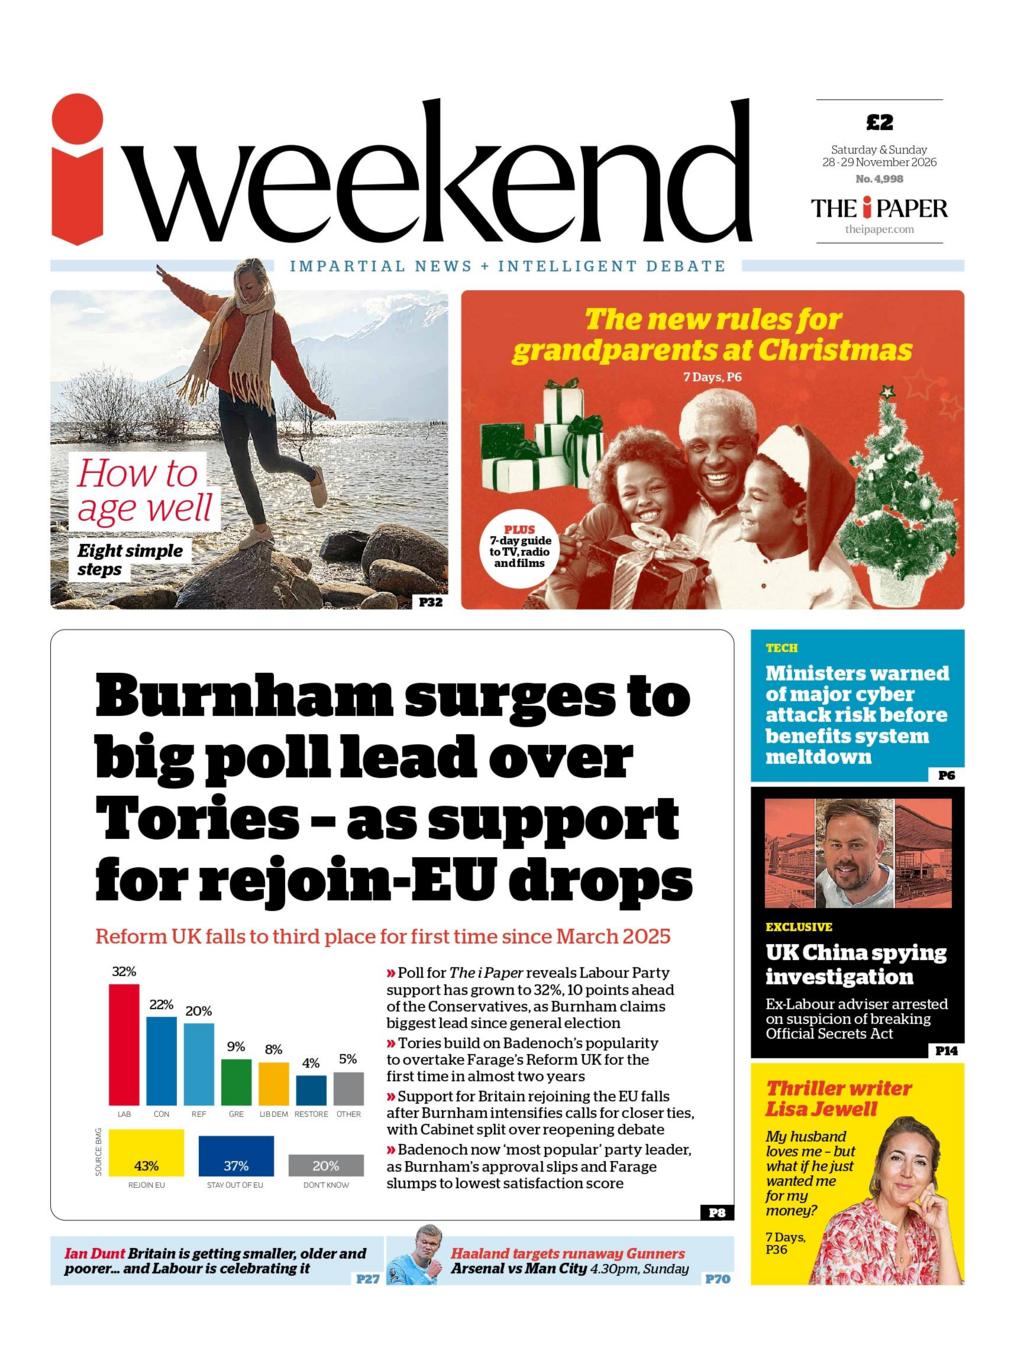 i weekend
£2
Saturday & Sunday
28 - 29 November 2026
No. 4,998
THE i PAPER
theipaper.com
IMPARTIAL NEWS + INTELLIGENT DEBATE
How to
age well
Eight simple
steps
P32
The new rules for
grandparents at Christmas
7 Days, P6
PLUS
7-day guide
to TV, radio
and films
Burnham surges to
big poll lead over
Tories – as support
for rejoin-EU drops
Reform UK falls to third place for first time since March 2025
32%
22%
20%
9%
8%
4%
5%
LAB
CON
REF
GRE
LIB DEM
RESTORE
OTHER
SOURCE: BMG
43%
37%
20%
REJOIN EU
STAY OUT OF EU
DON'T KNOW
» Poll for The i Paper reveals Labour Party
support has grown to 32%, 10 points ahead
of the Conservatives, as Burnham claims
biggest lead since general election
» Tories build on Badenoch's popularity
to overtake Farage's Reform UK for the
first time in almost two years
» Support for Britain rejoining the EU falls
after Burnham intensifies calls for closer ties,
with Cabinet split over reopening debate
» Badenoch now 'most popular' party leader,
as Burnham's approval slips and Farage
slumps to lowest satisfaction score
P8
TECH
Ministers warned
of major cyber
attack risk before
benefits system
meltdown
P6
EXCLUSIVE
UK China spying
investigation
Ex-Labour adviser arrested
on suspicion of breaking
Official Secrets Act
P14
Thriller writer
Lisa Jewell
My husband
loves me – but
what if he just
wanted me
for my
money?
7 Days,
P36
Ian Dunt Britain is getting smaller, older and
poorer... and Labour is celebrating it
P27
Haaland targets runaway Gunners
Arsenal vs Man City 4.30pm, Sunday
P70